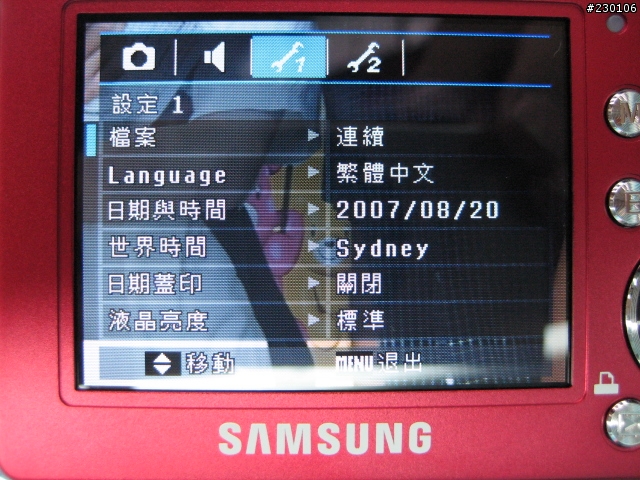 #230106
1 2
設定 1
檔案 連續
Language 繁體中文
日期與時間 2007/08/20
世界時間 Sydney
日期蓋印 關閉
液晶亮度 標準
移動 MENU 退出
SAMSUNG